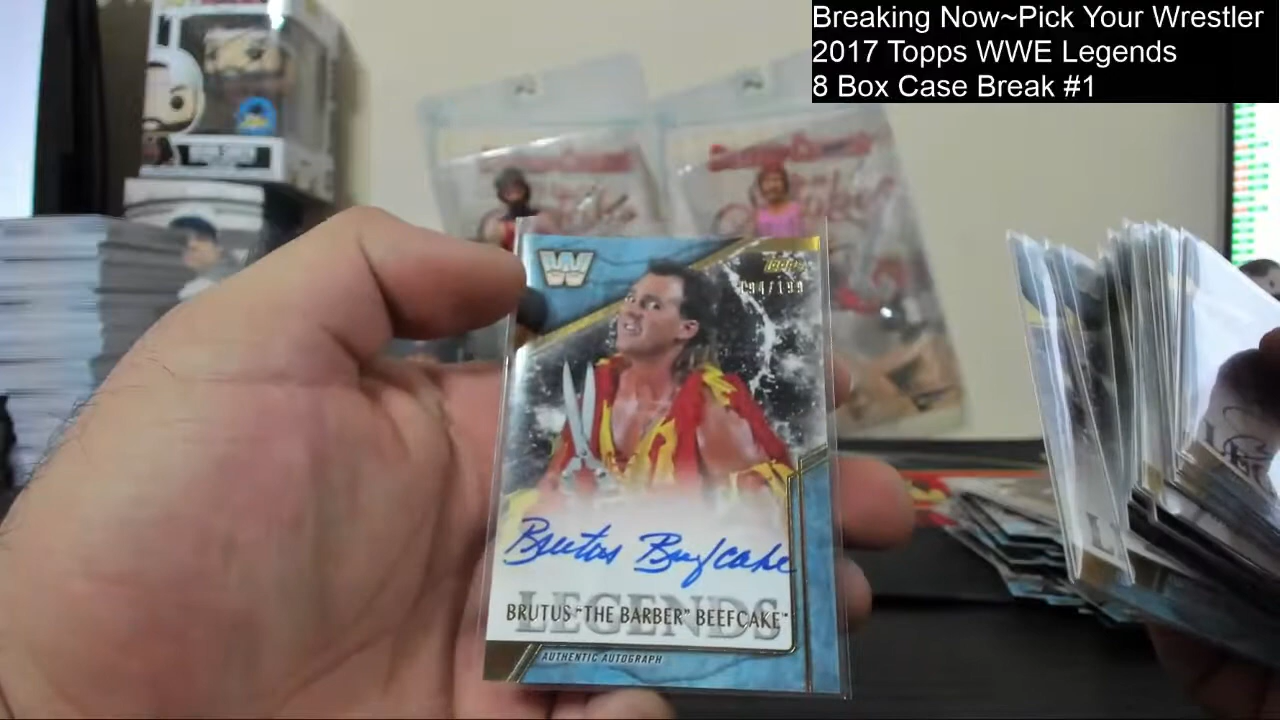 Breaking Now~Pick Your Wrestler
2017 Topps WWE Legends
8 Box Case Break #1
Topps
Brutus Beefcake
LEGENDS
BRUTUS "THE BARBER" BEEFCAKE™
AUTHENTIC AUTOGRAPH